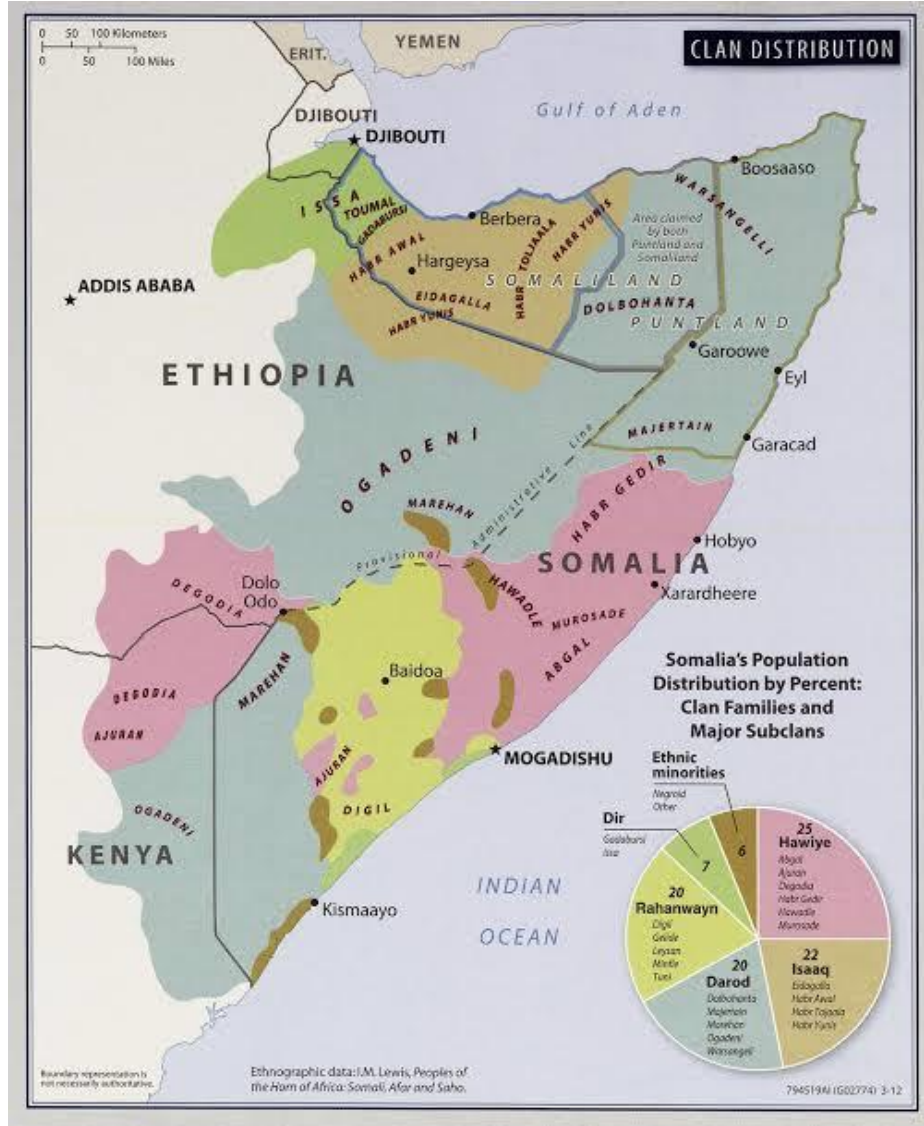 0 50 100 Kilometers
0 50 100 Miles
CLAN DISTRIBUTION
ERIT.
YEMEN
Gulf of Aden
DJIBOUTI
DJIBOUTI
Boosaaso
ISSA
TOUMAL
GADABURSI
WARSANGELLI
Berbera
Area claimed
by both
Puntland and
Somaliland
HABR AWAL
HABR TOLJAALA
HABR YUNIS
Hargeysa
SOMALILAND
ADDIS ABABA
EIDAGALLA
HABR YUNIS
DOLBOHANTA
PUNTLAND
Garoowe
ETHIOPIA
Eyl
MAJERTAIN
Garacad
OGADENI
HABR GEDIR
MAREHAN
Provisional Administrative Line
Hobyo
SOMALIA
DEGODIA
Dolo
Odo
HAWADLE
Xarardheere
MUROSADE
ABGAL
MAREHAN
Baidoa
DEGODIA
AJURAN
AJURAN
MOGADISHU
DIGIL
OGADENI
KENYA
Kismaayo
INDIAN
OCEAN
Somalia's Population
Distribution by Percent:
Clan Families and
Major Subclans
Ethnic
minorities
Negroid
Other
6
Dir
Gadabursi
Issa
7
25
Hawiye
Abgal
Ajuran
Degadia
Habr Gedir
Hawadle
Murosade
20
Rahanwayn
Digil
Geiide
Leysan
Mirifle
Tuni
20
Darod
Dolbohanta
Majertain
Marehan
Ogadeni
Warsangeli
22
Isaaq
Eidagalla
Habr Awal
Habr Tojaala
Habr Yunis
Boundary representation is
not necessarily authoritative.
Ethnographic data: I.M. Lewis, Peoples of
the Horn of Africa: Somali, Afar and Saho.
794519AI (G02774) 3-12